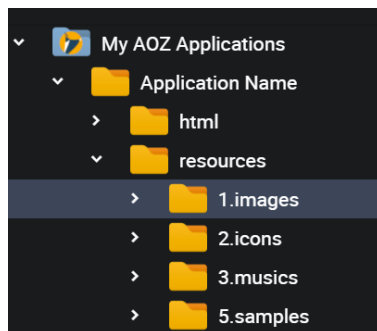 My AOZ Applications
Application Name
html
resources
1.images
2.icons
3.musics
5.samples